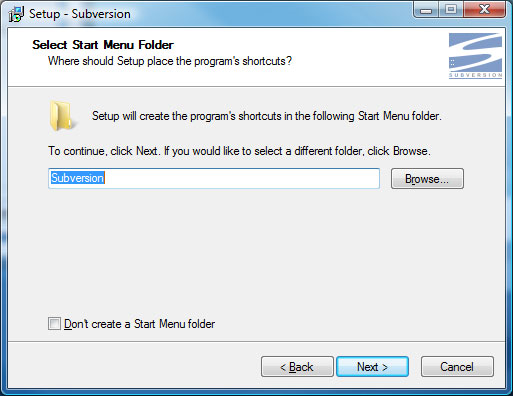 Setup - Subversion
Select Start Menu Folder
Where should Setup place the program's shortcuts?
SUBVERSION
Setup will create the program's shortcuts in the following Start Menu folder.
To continue, click Next. If you would like to select a different folder, click Browse.
Subversion
Browse...
Don't create a Start Menu folder
< Back
Next >
Cancel